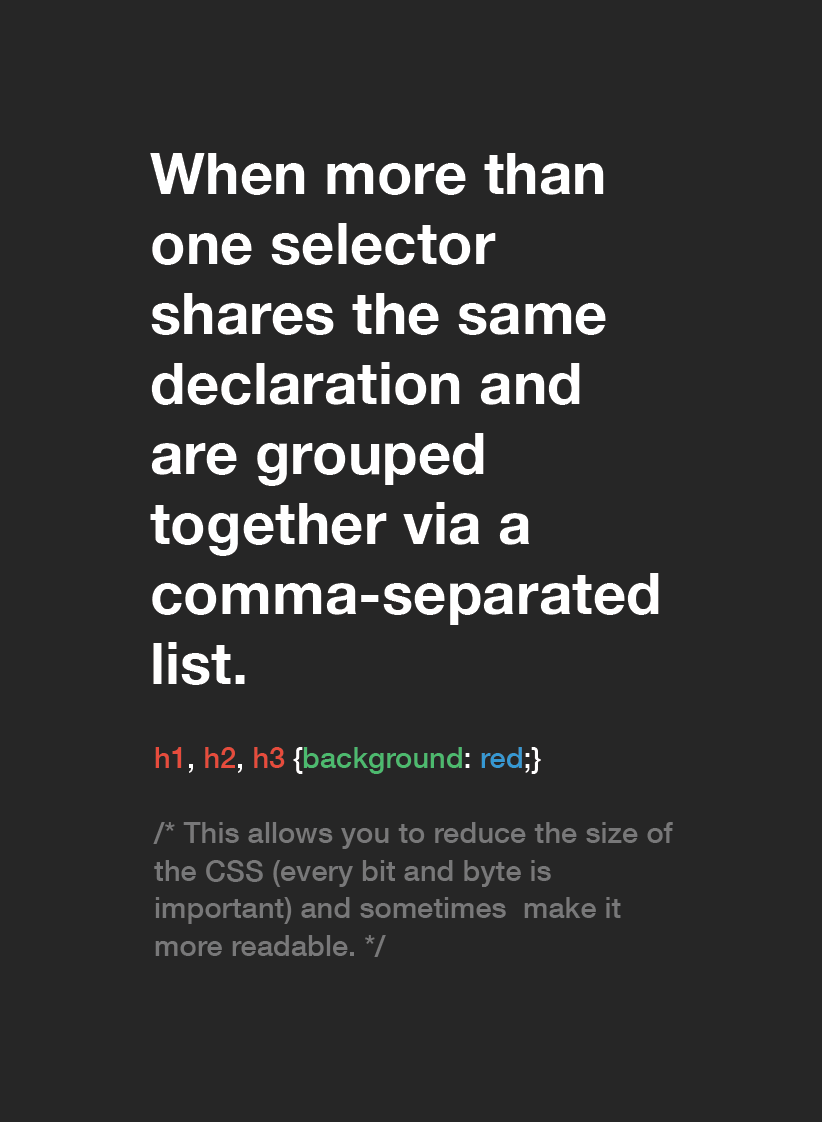 When more than
one selector
shares the same
declaration and
are grouped
together via a
comma-separated
list.
h1, h2, h3 {background: red;}
/* This allows you to reduce the size of
the CSS (every bit and byte is
important) and sometimes  make it
more readable. */